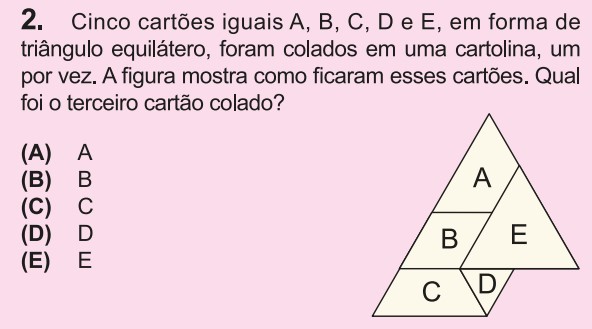 2. Cinco cartões iguais A, B, C, D e E, em forma de
triângulo equilátero, foram colados em uma cartolina, um
por vez. A figura mostra como ficaram esses cartões. Qual
foi o terceiro cartão colado?
(A) A
(B) B
(C) C
(D) D
(E) E
A
B
E
C
D